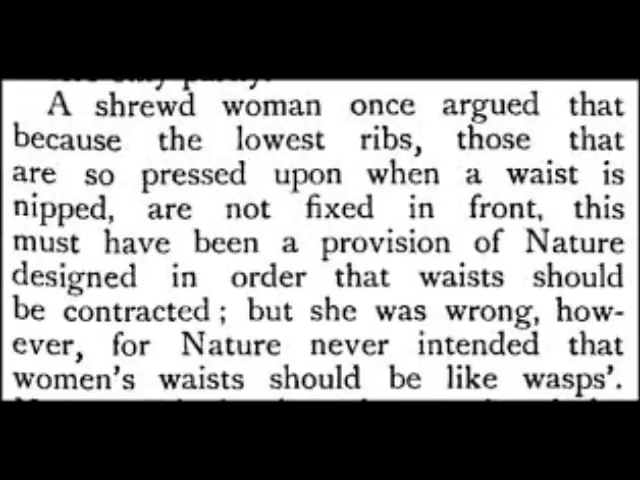 A shrewd woman once argued that
because the lowest ribs, those that
are so pressed upon when a waist is
nipped, are not fixed in front, this
must have been a provision of Nature
designed in order that waists should
be contracted; but she was wrong, how-
ever, for Nature never intended that
women's waists should be like wasps'.